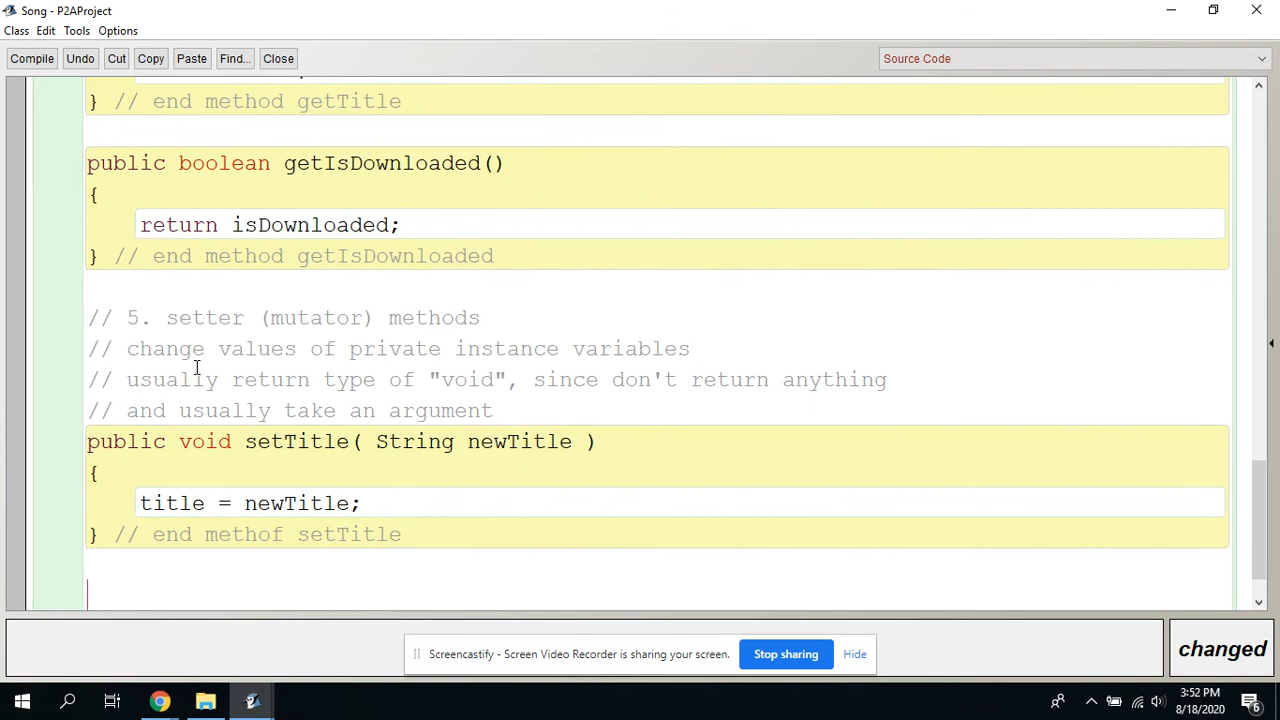 Song - P2AProject
Class Edit Tools Options
Compile Undo Cut Copy Paste Find... Close Source Code
} // end method getTitle
public boolean getIsDownloaded()
{
return isDownloaded;
} // end method getIsDownloaded
// 5. setter (mutator) methods
// change values of private instance variables
// usually return type of "void", since don't return anything
// and usually take an argument
public void setTitle( String newTitle )
{
title = newTitle;
} // end methof setTitle
Screencastify - Screen Video Recorder is sharing your screen. Stop sharing Hide
changed
3:52 PM
8/18/2020
6